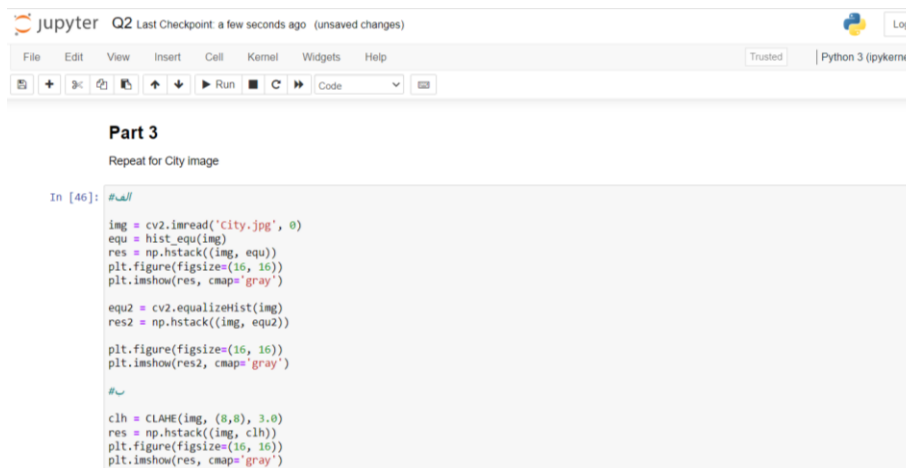 jupyter Q2 Last Checkpoint: a few seconds ago (unsaved changes)
File Edit View Insert Cell Kernel Widgets Help Trusted Python 3 (ipykerne
Run Code
Part 3
Repeat for City image
In [46]: #الف
img = cv2.imread('City.jpg', 0)
equ = hist_equ(img)
res = np.hstack((img, equ))
plt.figure(figsize=(16, 16))
plt.imshow(res, cmap='gray')
equ2 = cv2.equalizeHist(img)
res2 = np.hstack((img, equ2))
plt.figure(figsize=(16, 16))
plt.imshow(res2, cmap='gray')
#ب
clh = CLAHE(img, (8,8), 3.0)
res = np.hstack((img, clh))
plt.figure(figsize=(16, 16))
plt.imshow(res, cmap='gray')